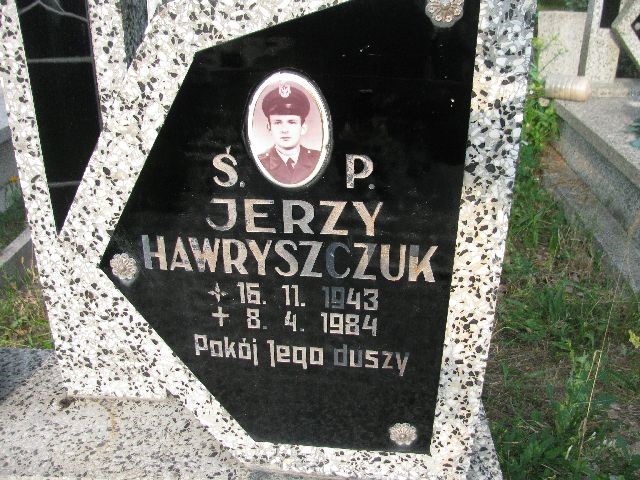 Ś. P.
JERZY
HAWRYSZCZUK
16. 11. 1943
+ 8. 4. 1984
Pokój Jego duszy